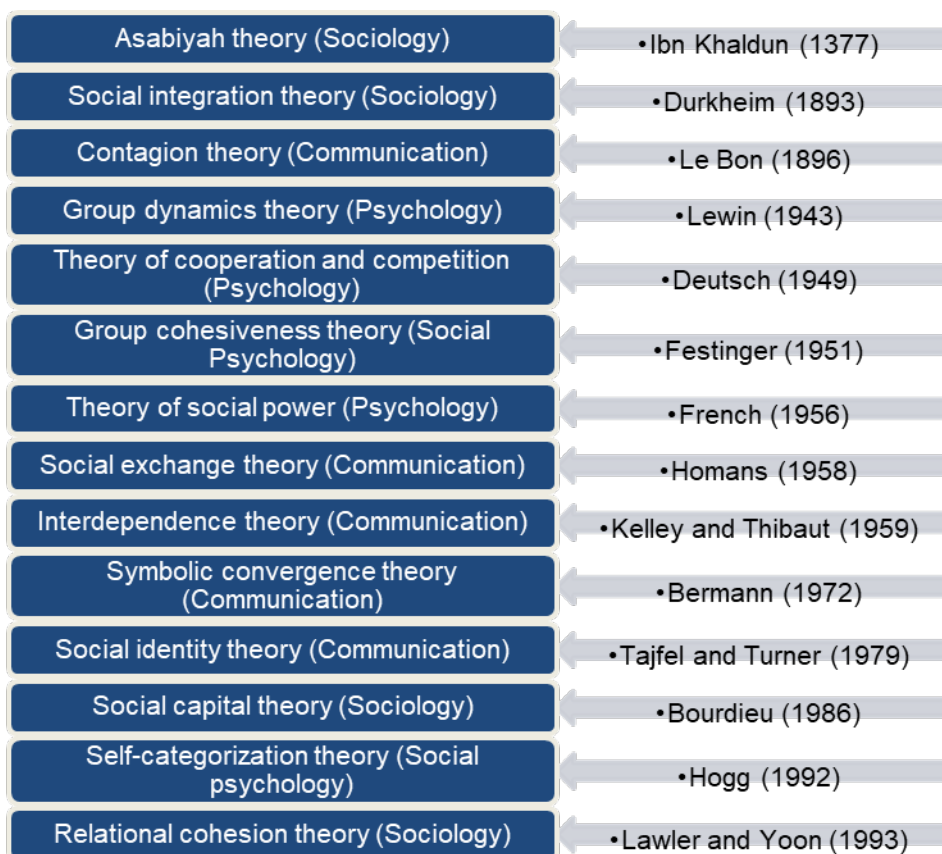 Asabiyah theory (Sociology)
•Ibn Khaldun (1377)
Social integration theory (Sociology)
•Durkheim (1893)
Contagion theory (Communication)
•Le Bon (1896)
Group dynamics theory (Psychology)
•Lewin (1943)
Theory of cooperation and competition
(Psychology)
•Deutsch (1949)
Group cohesiveness theory (Social
Psychology)
•Festinger (1951)
Theory of social power (Psychology)
•French (1956)
Social exchange theory (Communication)
•Homans (1958)
Interdependence theory (Communication)
•Kelley and Thibaut (1959)
Symbolic convergence theory
(Communication)
•Bermann (1972)
Social identity theory (Communication)
•Tajfel and Turner (1979)
Social capital theory (Sociology)
•Bourdieu (1986)
Self-categorization theory (Social
psychology)
•Hogg (1992)
Relational cohesion theory (Sociology)
•Lawler and Yoon (1993)